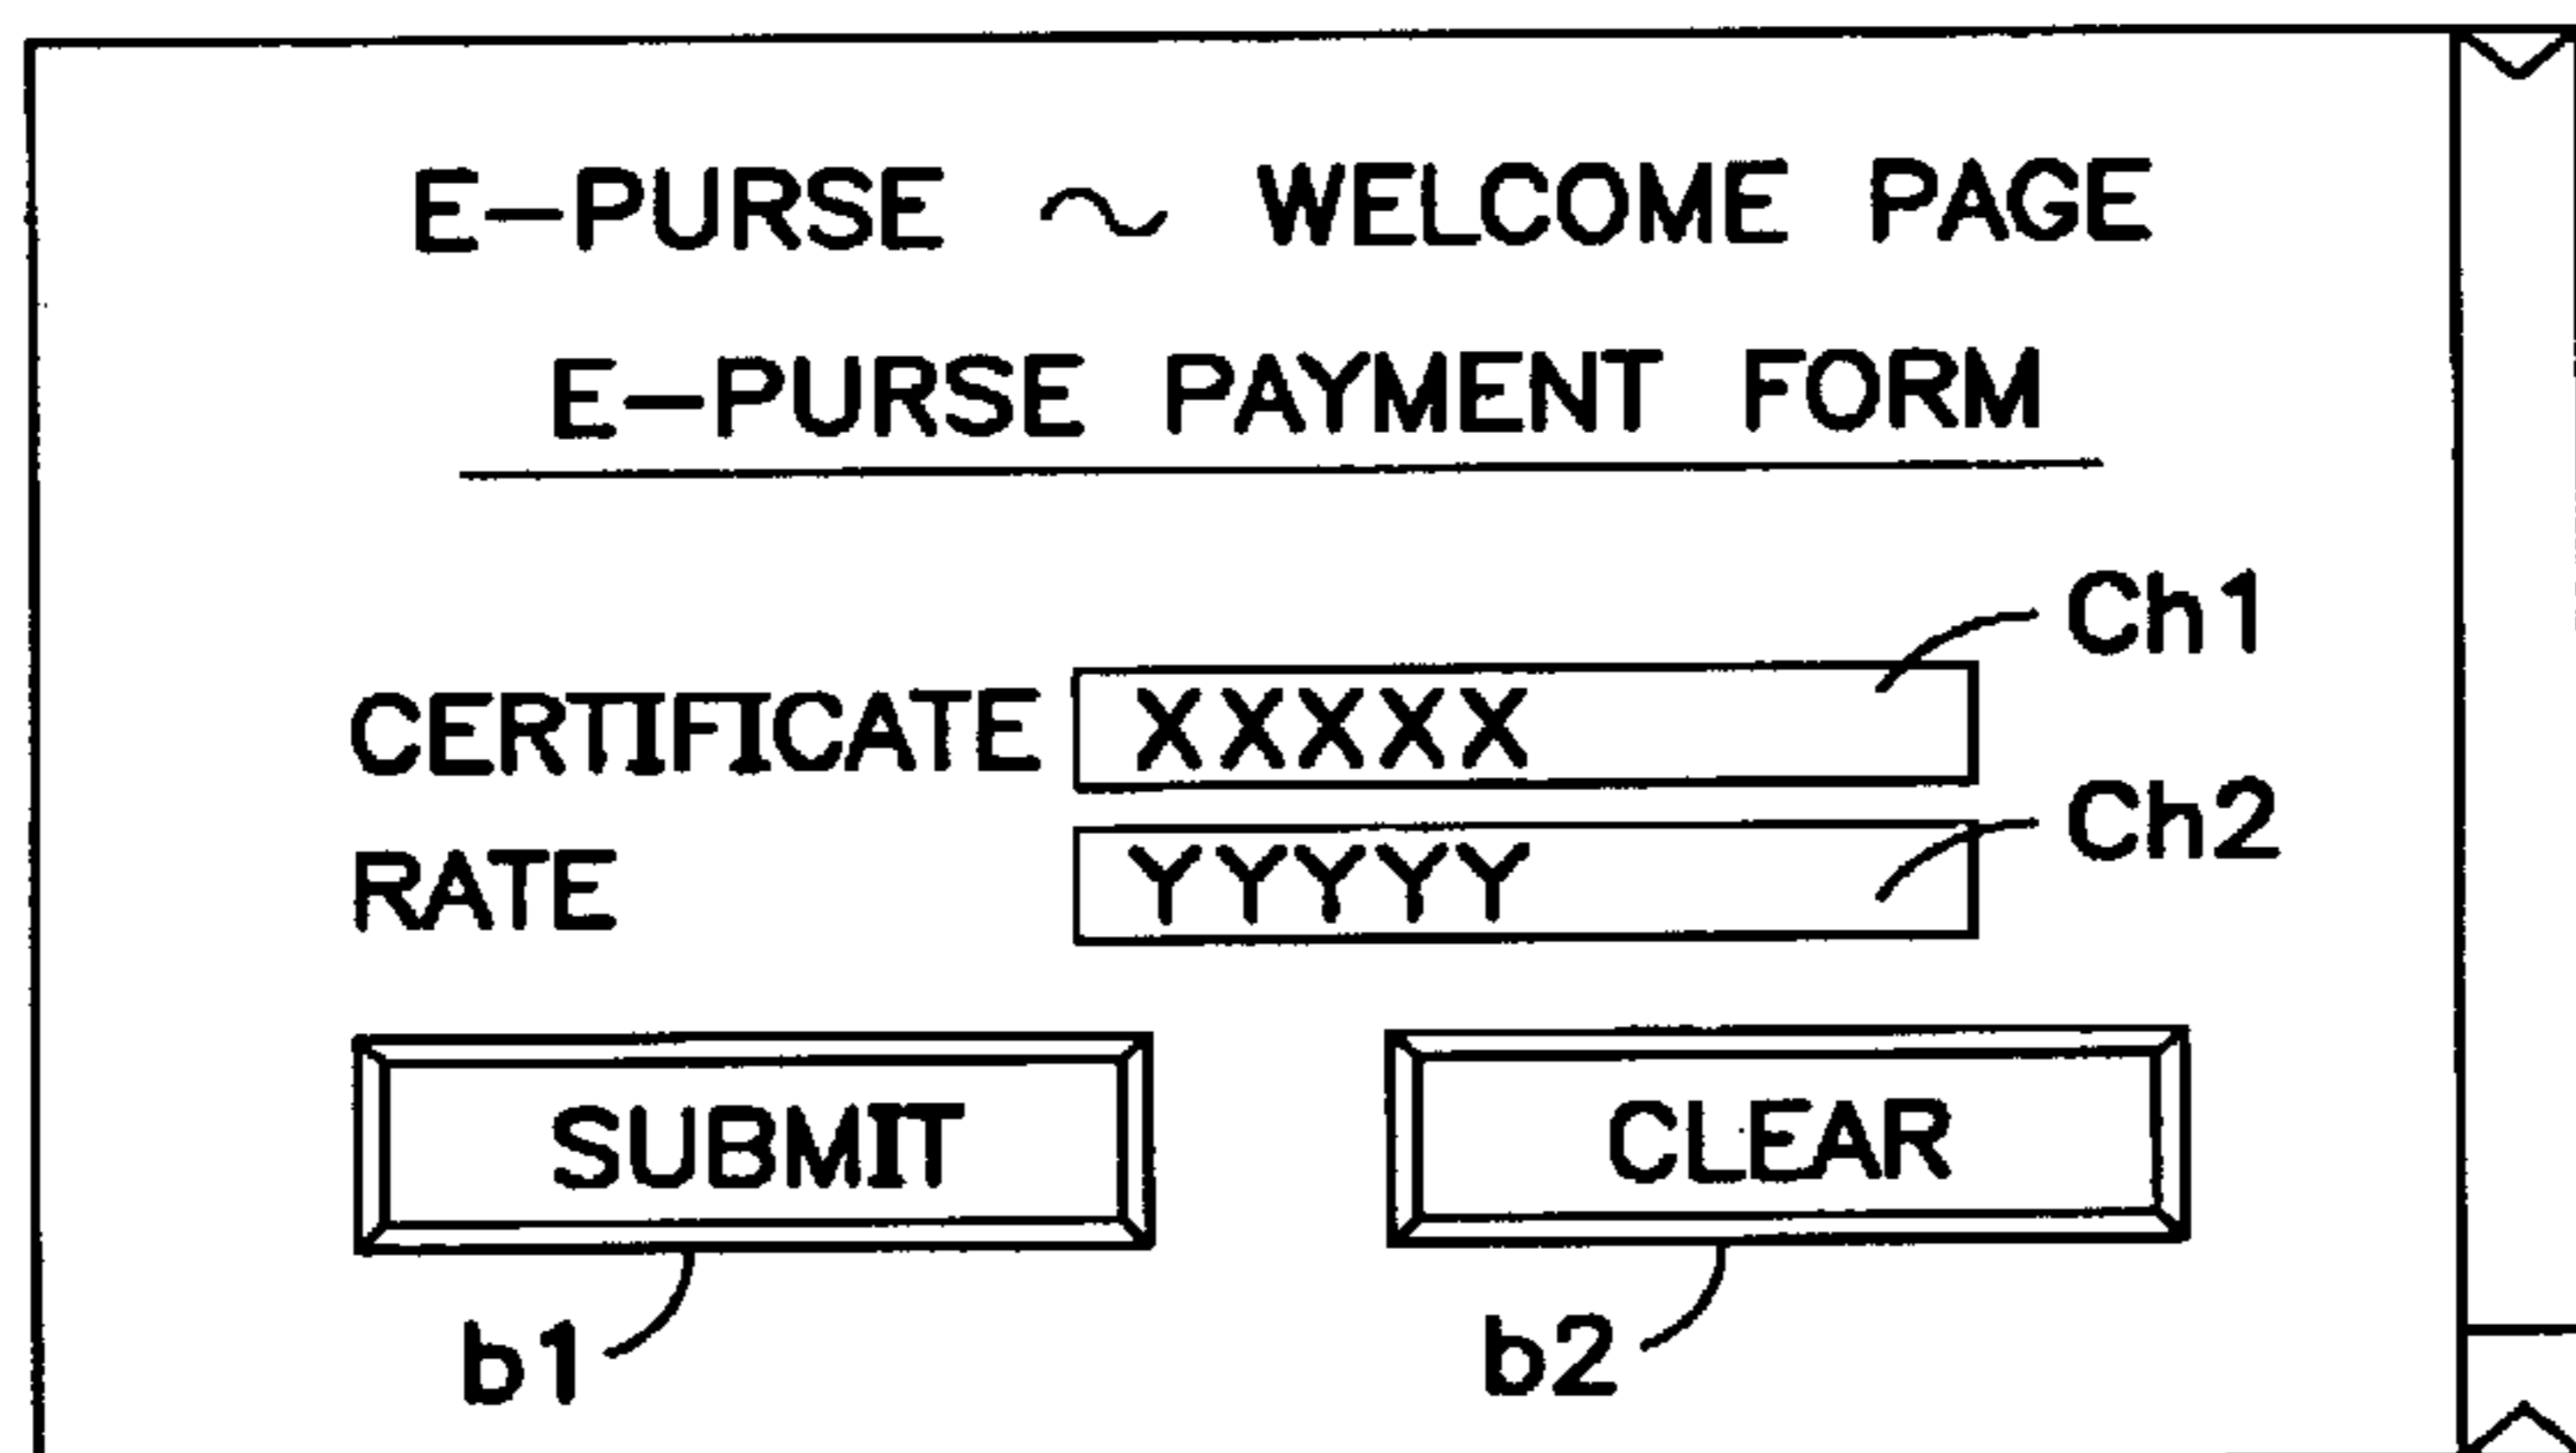 E-PURSE ~ WELCOME PAGE
E-PURSE PAYMENT FORM
Ch1
CERTIFICATE XXXXX
Ch2
RATE YYYYY
SUBMIT CLEAR
b1 b2